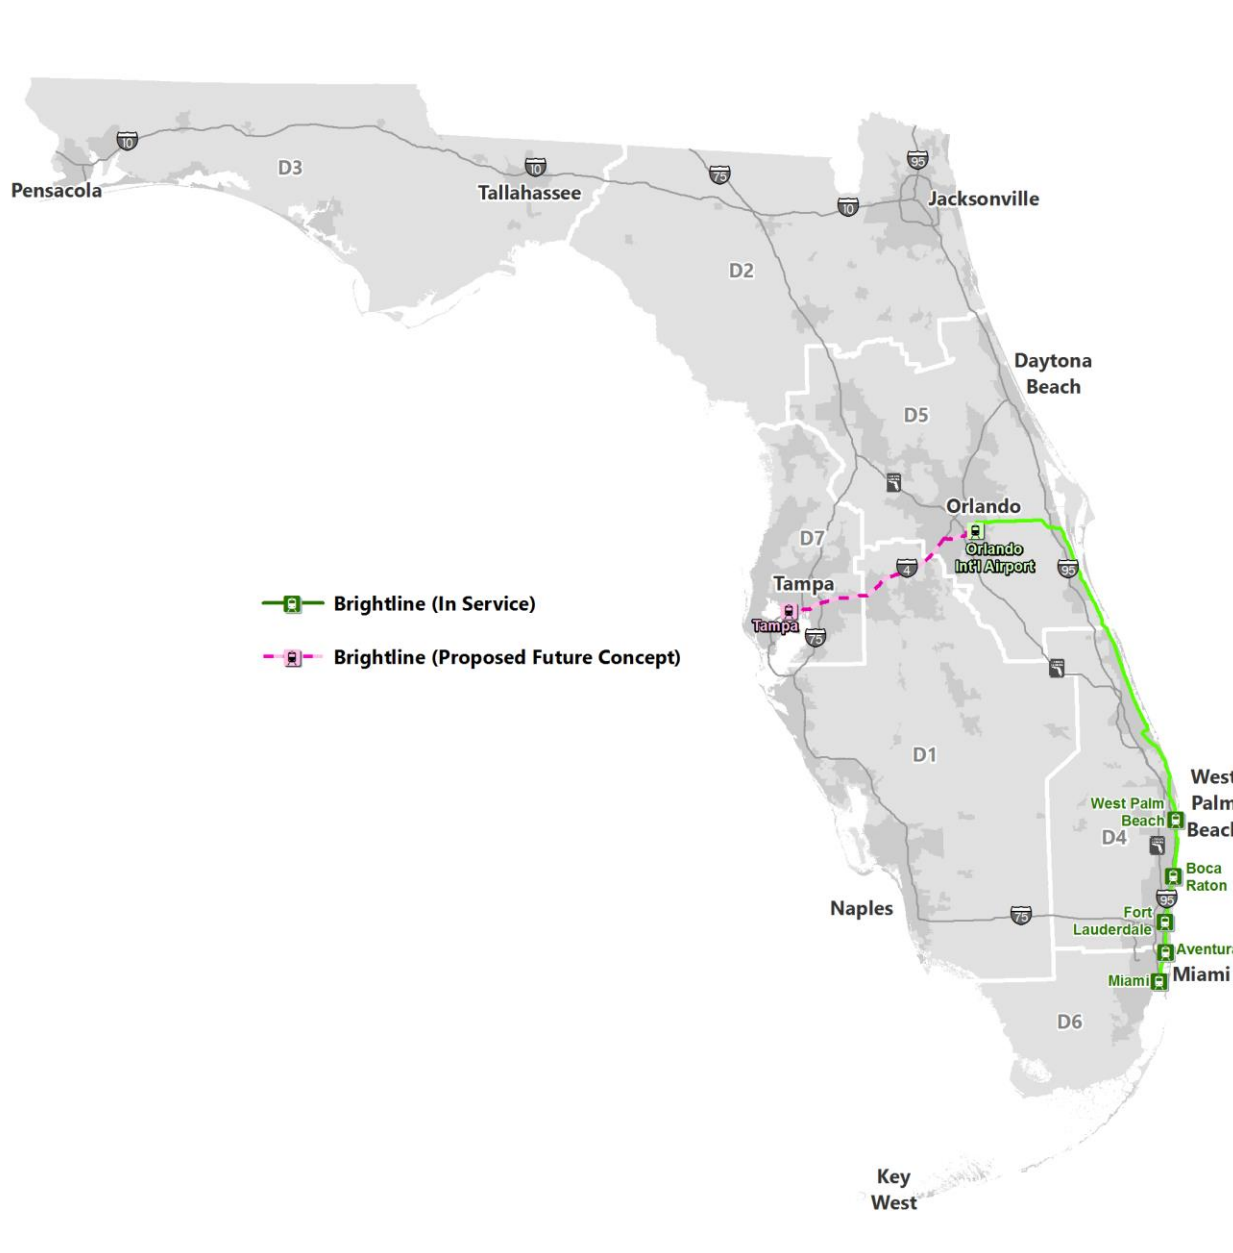 10
D3
Pensacola
10
Tallahassee
75
95
10
Jacksonville
D2
Daytona
Beach
D5
Orlando
D7
Orlando
Int'l Airport
4
95
Tampa
Tampa
75
Brightline (In Service)
Brightline (Proposed Future Concept)
D1
West
Palm
Beach
West Palm
Beach
D4
Boca
Raton
95
Naples
75
Fort
Lauderdale
Aventura
Miami
Miami
D6
Key
West